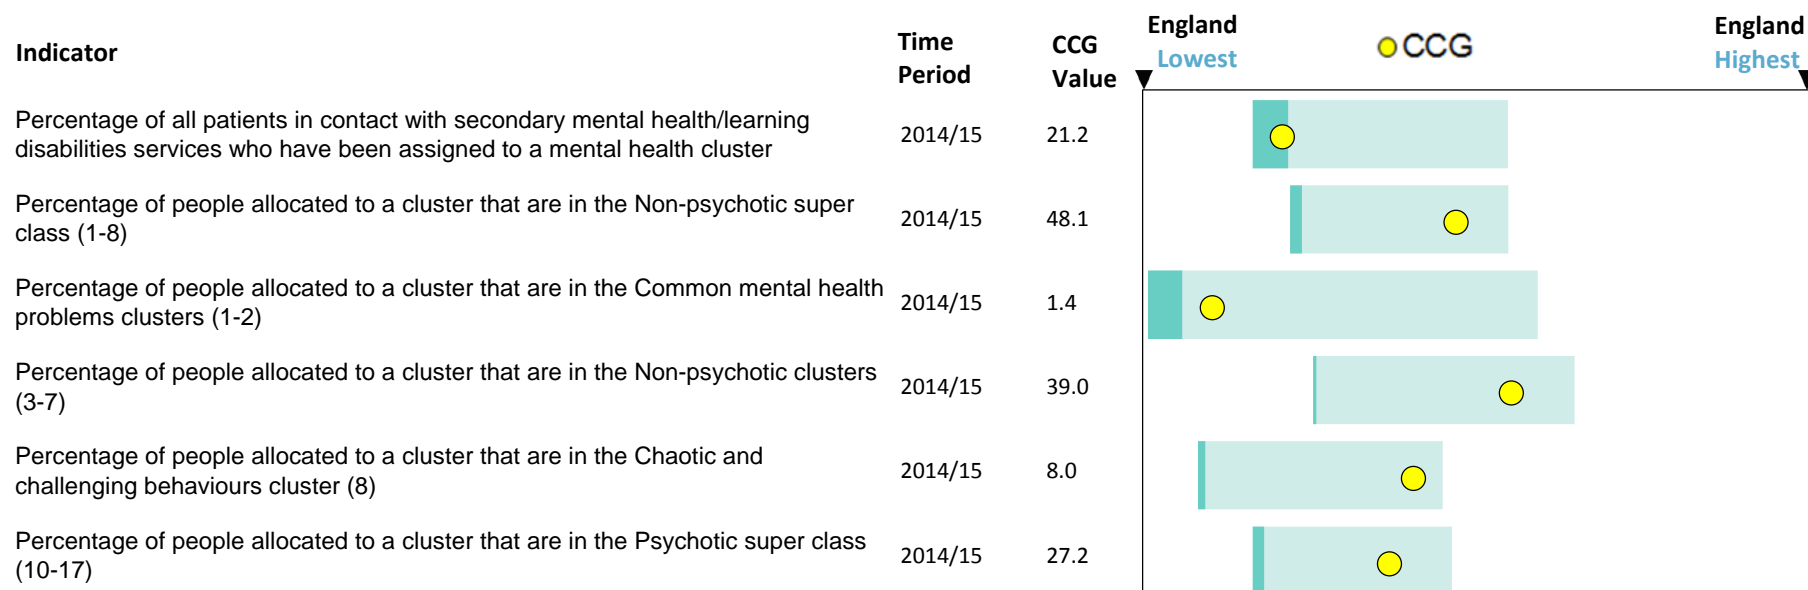 Indicator
Time Period
CCG Value
England Lowest
CCG
England Highest
Percentage of all patients in contact with secondary mental health/learning
disabilities services who have been assigned to a mental health cluster
2014/15
21.2
Percentage of people allocated to a cluster that are in the Non-psychotic super
class (1-8)
2014/15
48.1
Percentage of people allocated to a cluster that are in the Common mental health
problems clusters (1-2)
2014/15
1.4
Percentage of people allocated to a cluster that are in the Non-psychotic clusters
(3-7)
2014/15
39.0
Percentage of people allocated to a cluster that are in the Chaotic and
challenging behaviours cluster (8)
2014/15
8.0
Percentage of people allocated to a cluster that are in the Psychotic super class
(10-17)
2014/15
27.2